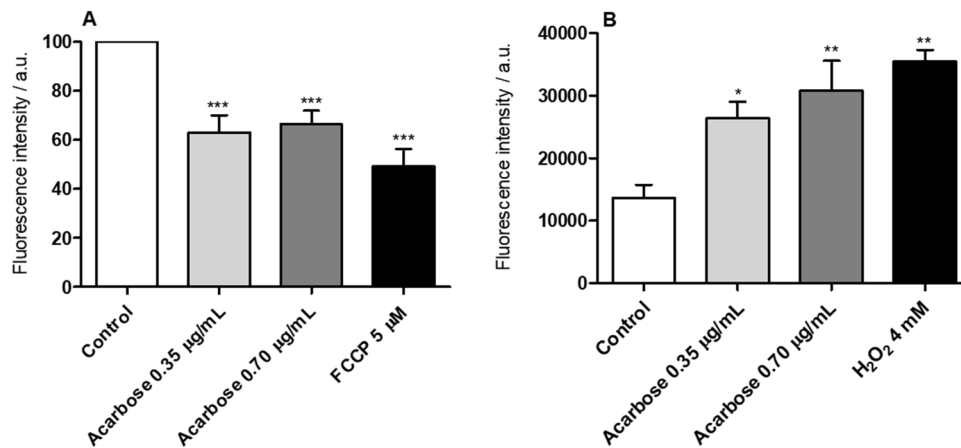 A
Fluorescence intensity / a.u.
100
80
60
40
20
0
***
***
***
Control
Acarbose 0.35 µg/mL
Acarbose 0.70 µg/mL
FCCP 5 µM
B
Fluorescence intensity / a.u.
40000
30000
20000
10000
0
*
**
**
Control
Acarbose 0.35 µg/mL
Acarbose 0.70 µg/mL
H₂O₂ 4 mM